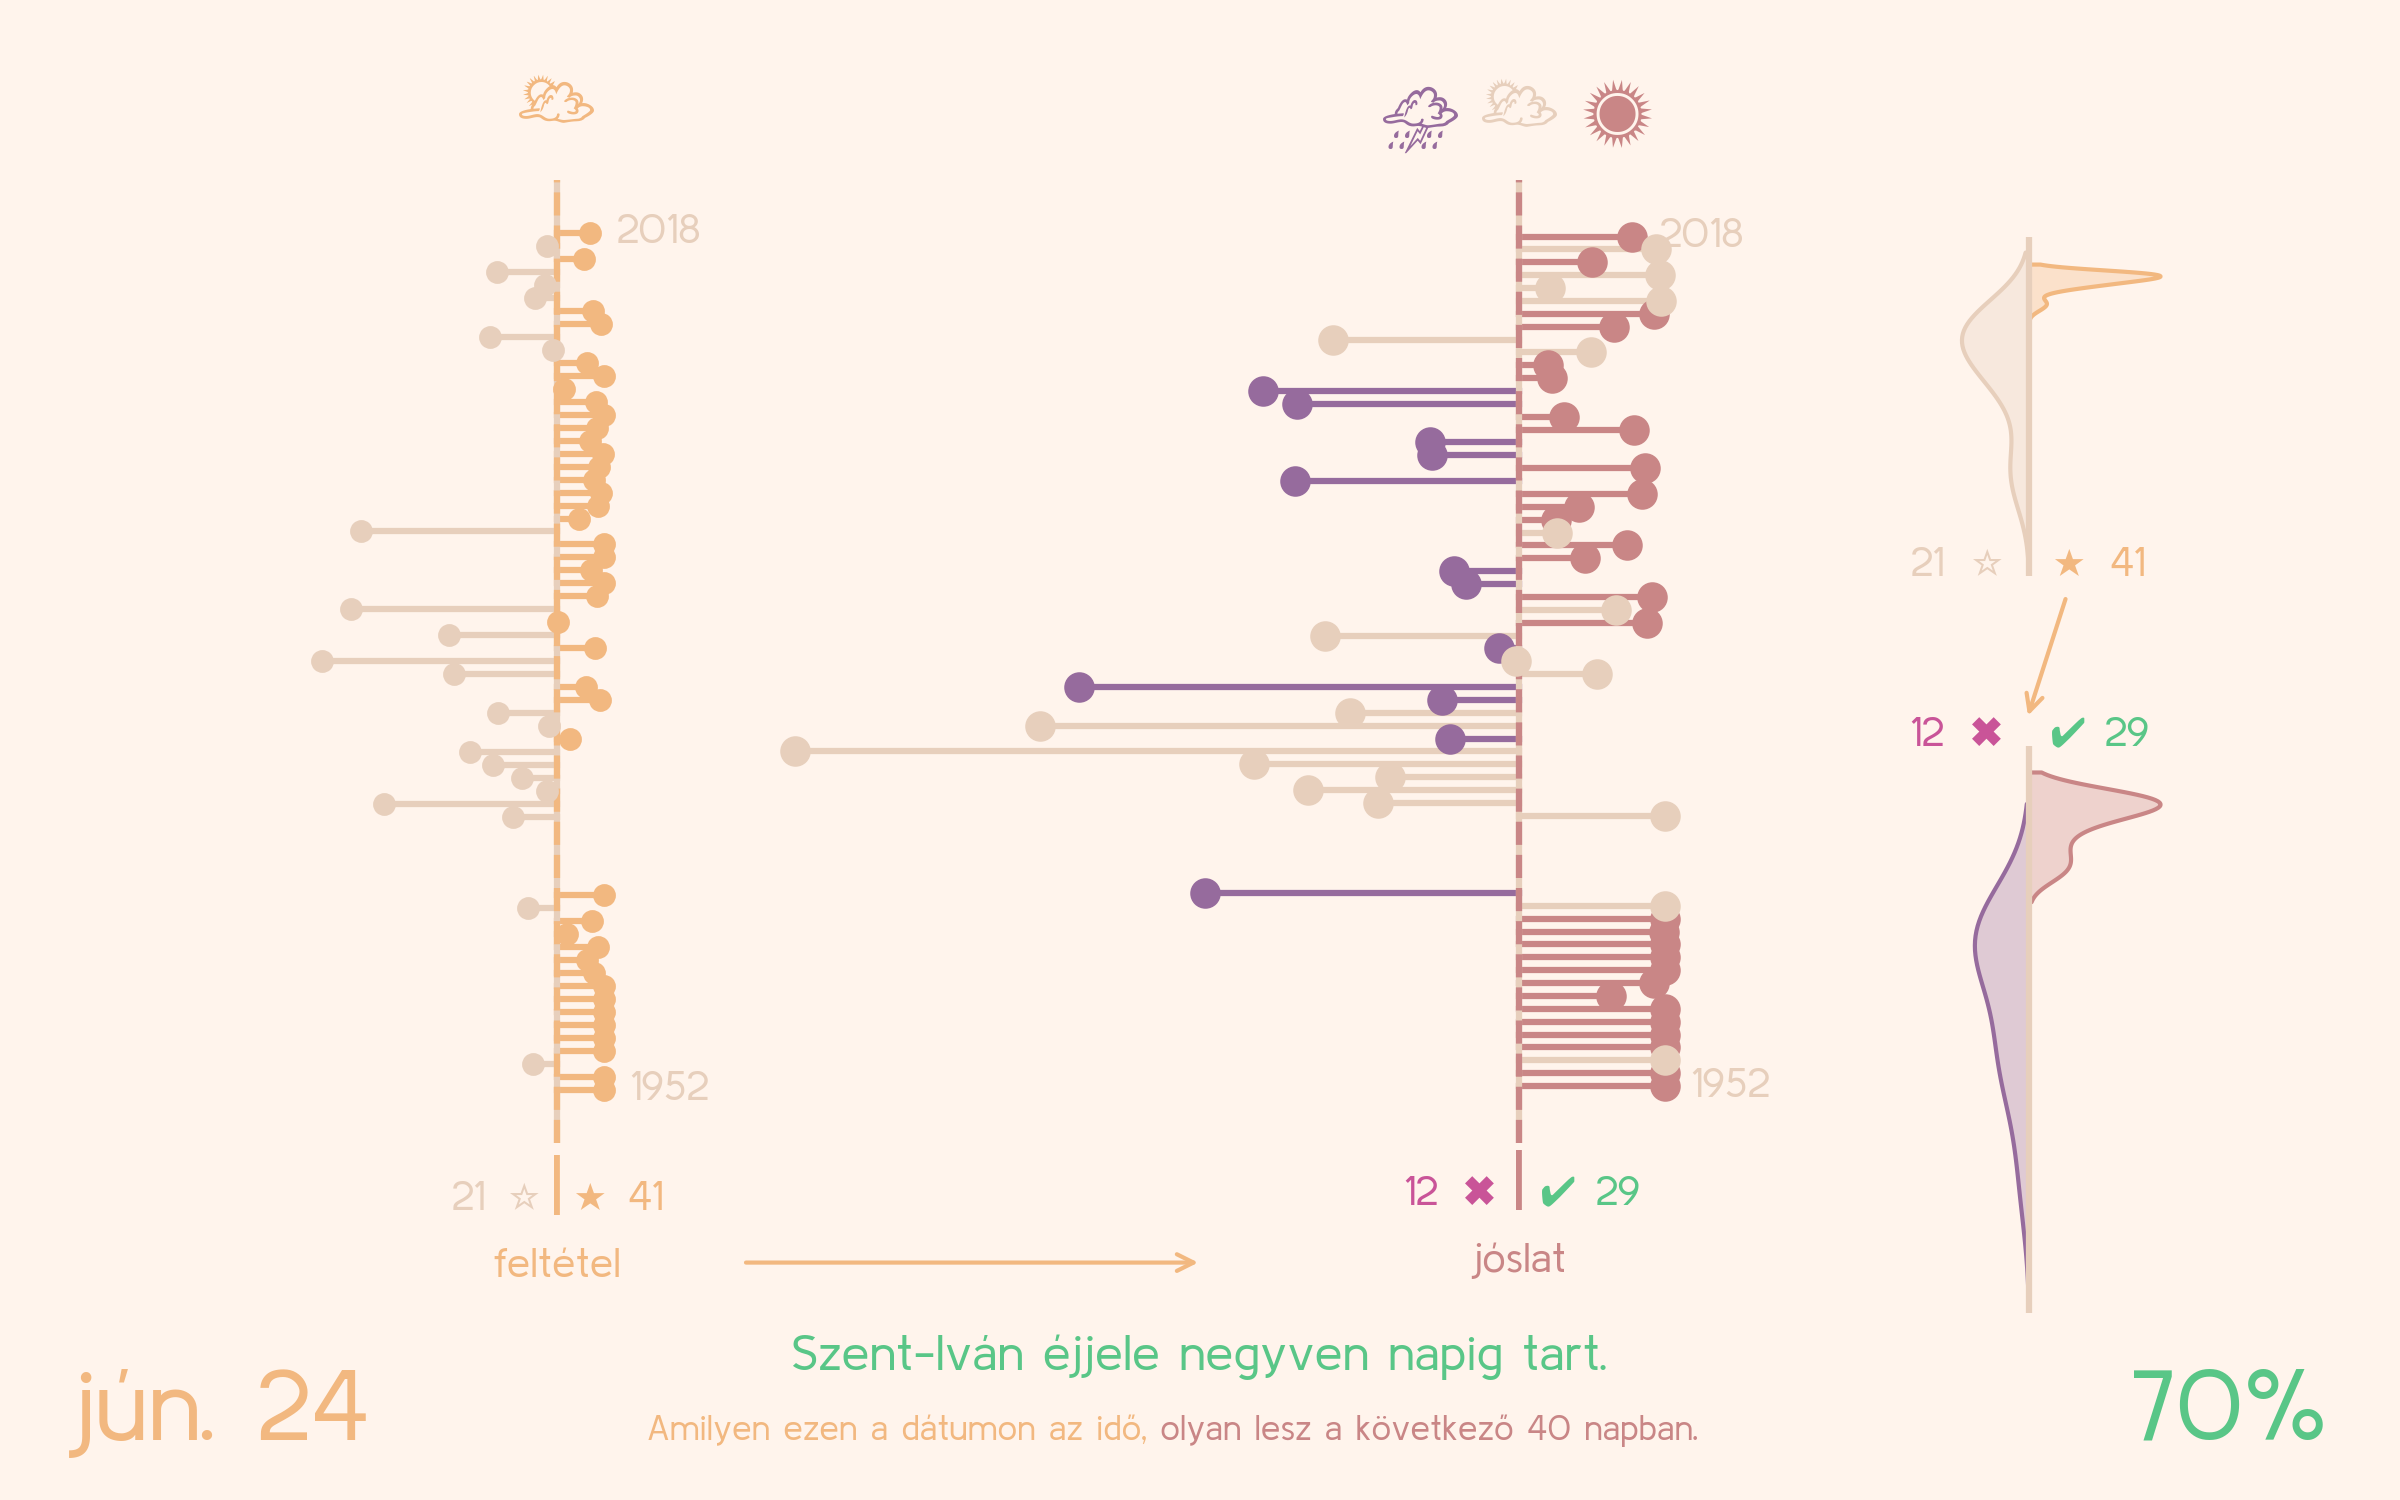 2018
2018
21 ☆ ★ 41
12 ✖ ✔ 29
1952
1952
21 ☆ ★ 41
12 ✖ ✔ 29
feltétel
jóslat
Szent-Iván éjjele negyven napig tart.
jún. 24
70%
Amilyen ezen a dátumon az idő, olyan lesz a következő 40 napban.